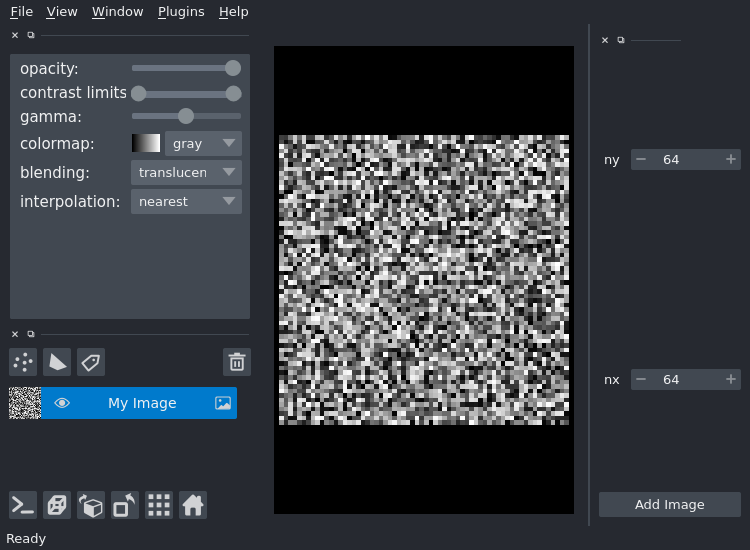 File View Window Plugins Help
opacity:
contrast limits
gamma:
colormap: gray
blending: translucen
interpolation: nearest
My Image
ny 64
nx 64
Add Image
Ready